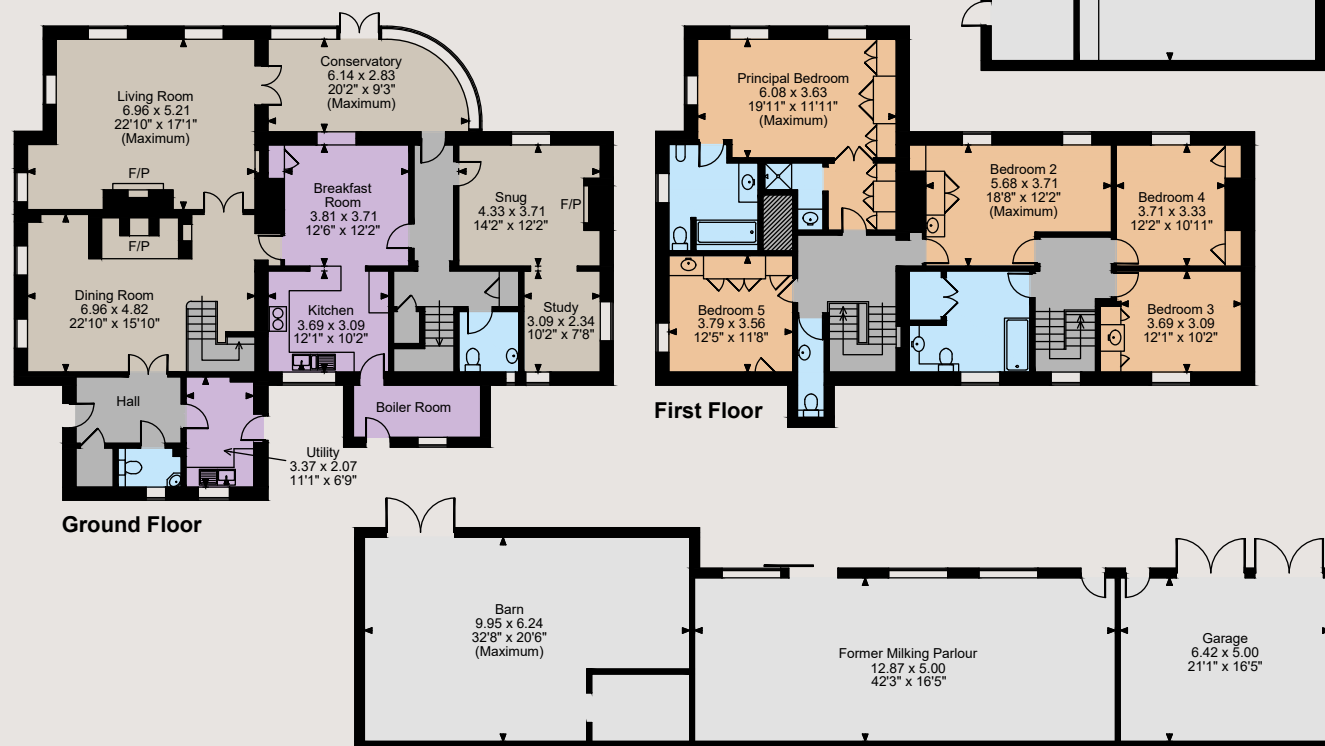 Conservatory
6.14 x 2.83
20'2" x 9'3"
(Maximum)
Living Room
6.96 x 5.21
22'10" x 17'1"
(Maximum)
F/P
Breakfast
Room
3.81 x 3.71
12'6" x 12'2"
Snug
4.33 x 3.71
14'2" x 12'2"
F/P
F/P
Dining Room
6.96 x 4.82
22'10" x 15'10"
Kitchen
3.69 x 3.09
12'1" x 10'2"
Study
3.09 x 2.34
10'2" x 7'8"
Hall
Boiler Room
Utility
3.37 x 2.07
11'1" x 6'9"
Ground Floor
Principal Bedroom
6.08 x 3.63
19'11" x 11'11"
(Maximum)
Bedroom 2
5.68 x 3.71
18'8" x 12'2"
(Maximum)
Bedroom 4
3.71 x 3.33
12'2" x 10'11"
Bedroom 5
3.79 x 3.56
12'5" x 11'8"
Bedroom 3
3.69 x 3.09
12'1" x 10'2"
First Floor
Barn
9.95 x 6.24
32'8" x 20'6"
(Maximum)
Former Milking Parlour
12.87 x 5.00
42'3" x 16'5"
Garage
6.42 x 5.00
21'1" x 16'5"